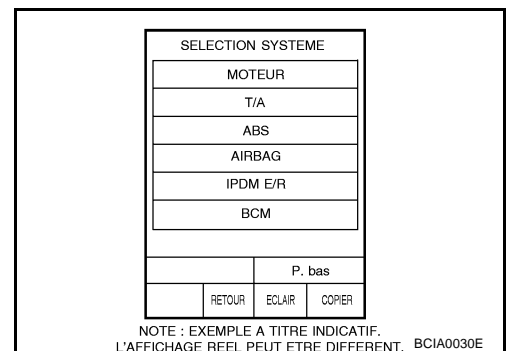 SELECTION SYSTEME
MOTEUR
T/A
ABS
AIRBAG
IPDM E/R
BCM
P. bas
RETOUR ECLAIR COPIER
NOTE : EXEMPLE A TITRE INDICATIF.
L'AFFICHAGE REEL PEUT ETRE DIFFERENT. BCIA0030E